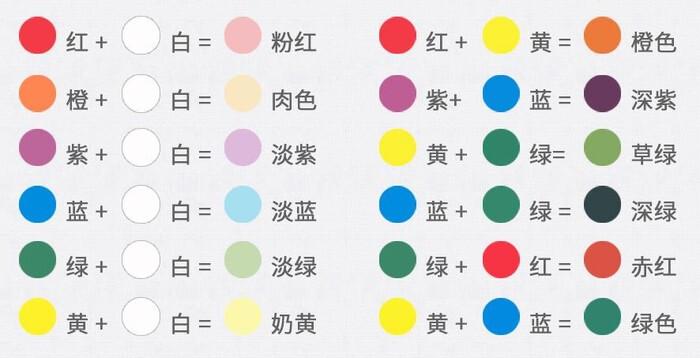 红 + 白 = 粉红
红 + 黄 = 橙色
橙 + 白 = 肉色
紫+ 蓝 = 深紫
紫 + 白 = 淡紫
黄 + 绿= 草绿
蓝 + 白 = 淡蓝
蓝 + 绿 = 深绿
绿 + 白 = 淡绿
绿 + 红 = 赤红
黄 + 白 = 奶黄
黄 + 蓝 = 绿色